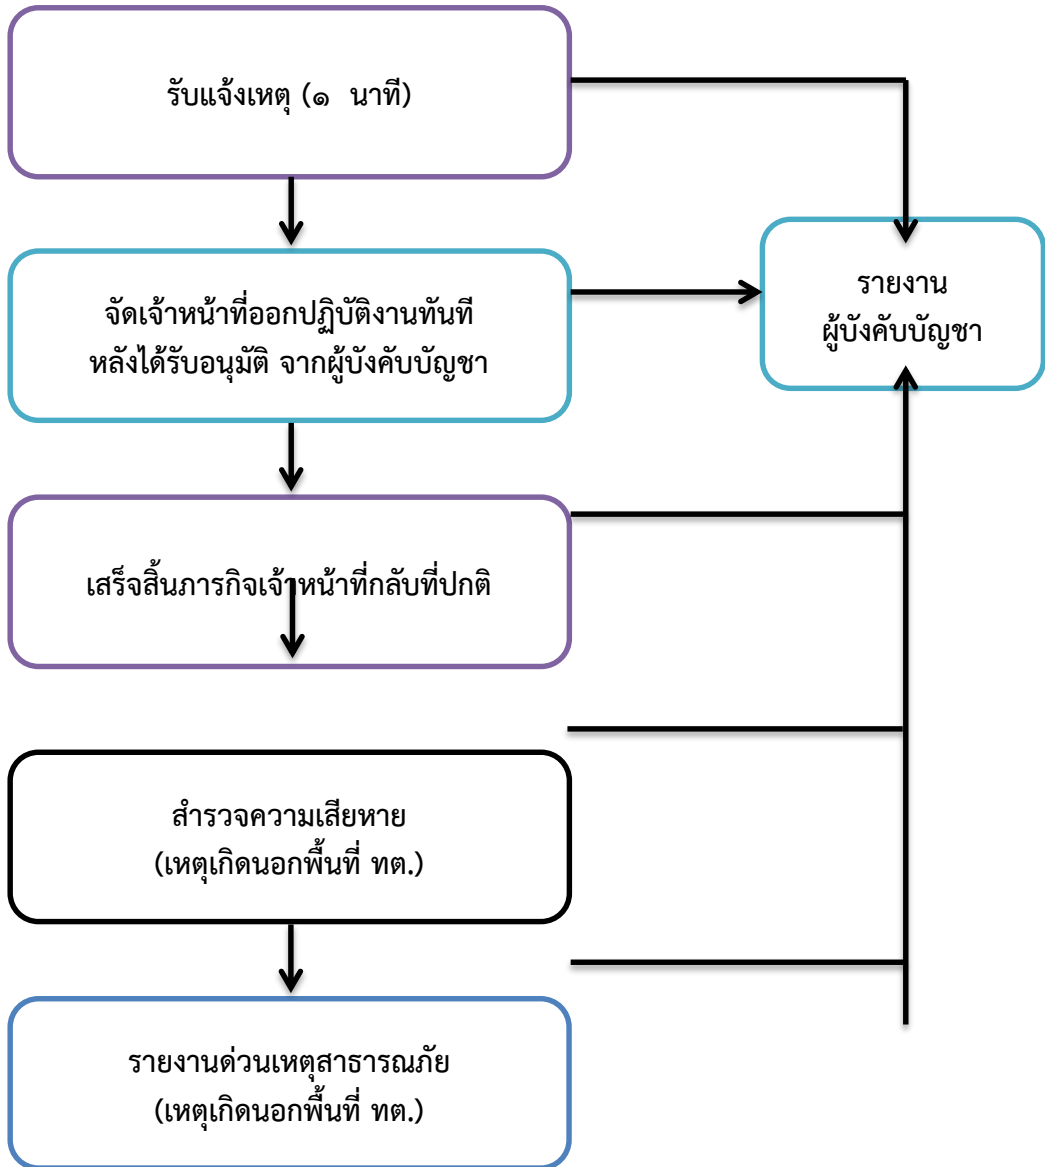 รับแจ้งเหตุ (๑ นาที)
จัดเจ้าหน้าที่ออกปฏิบัติงานทันที
หลังได้รับอนุมัติ จากผู้บังคับบัญชา
รายงาน
ผู้บังคับบัญชา
เสร็จสิ้นภารกิจเจ้าหน้าที่กลับที่ปกติ
สำรวจความเสียหาย
(เหตุเกิดนอกพื้นที่ ทต.)
รายงานด่วนเหตุสาธารณภัย
(เหตุเกิดนอกพื้นที่ ทต.)